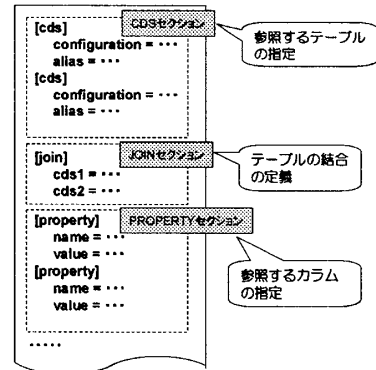 [cds]
CDSセクション
configuration = ･･･
alias = ･･･
[cds]
configuration = ･･･
alias = ･･･
参照するテーブル
の指定
[join]
JOINセクション
cds1 = ･･･
cds2 = ･･･
テーブルの結合
の定義
[property]
PROPERTYセクション
name = ･･･
value = ･･･
[property]
name = ･･･
value = ･･･
参照するカラム
の指定
･････